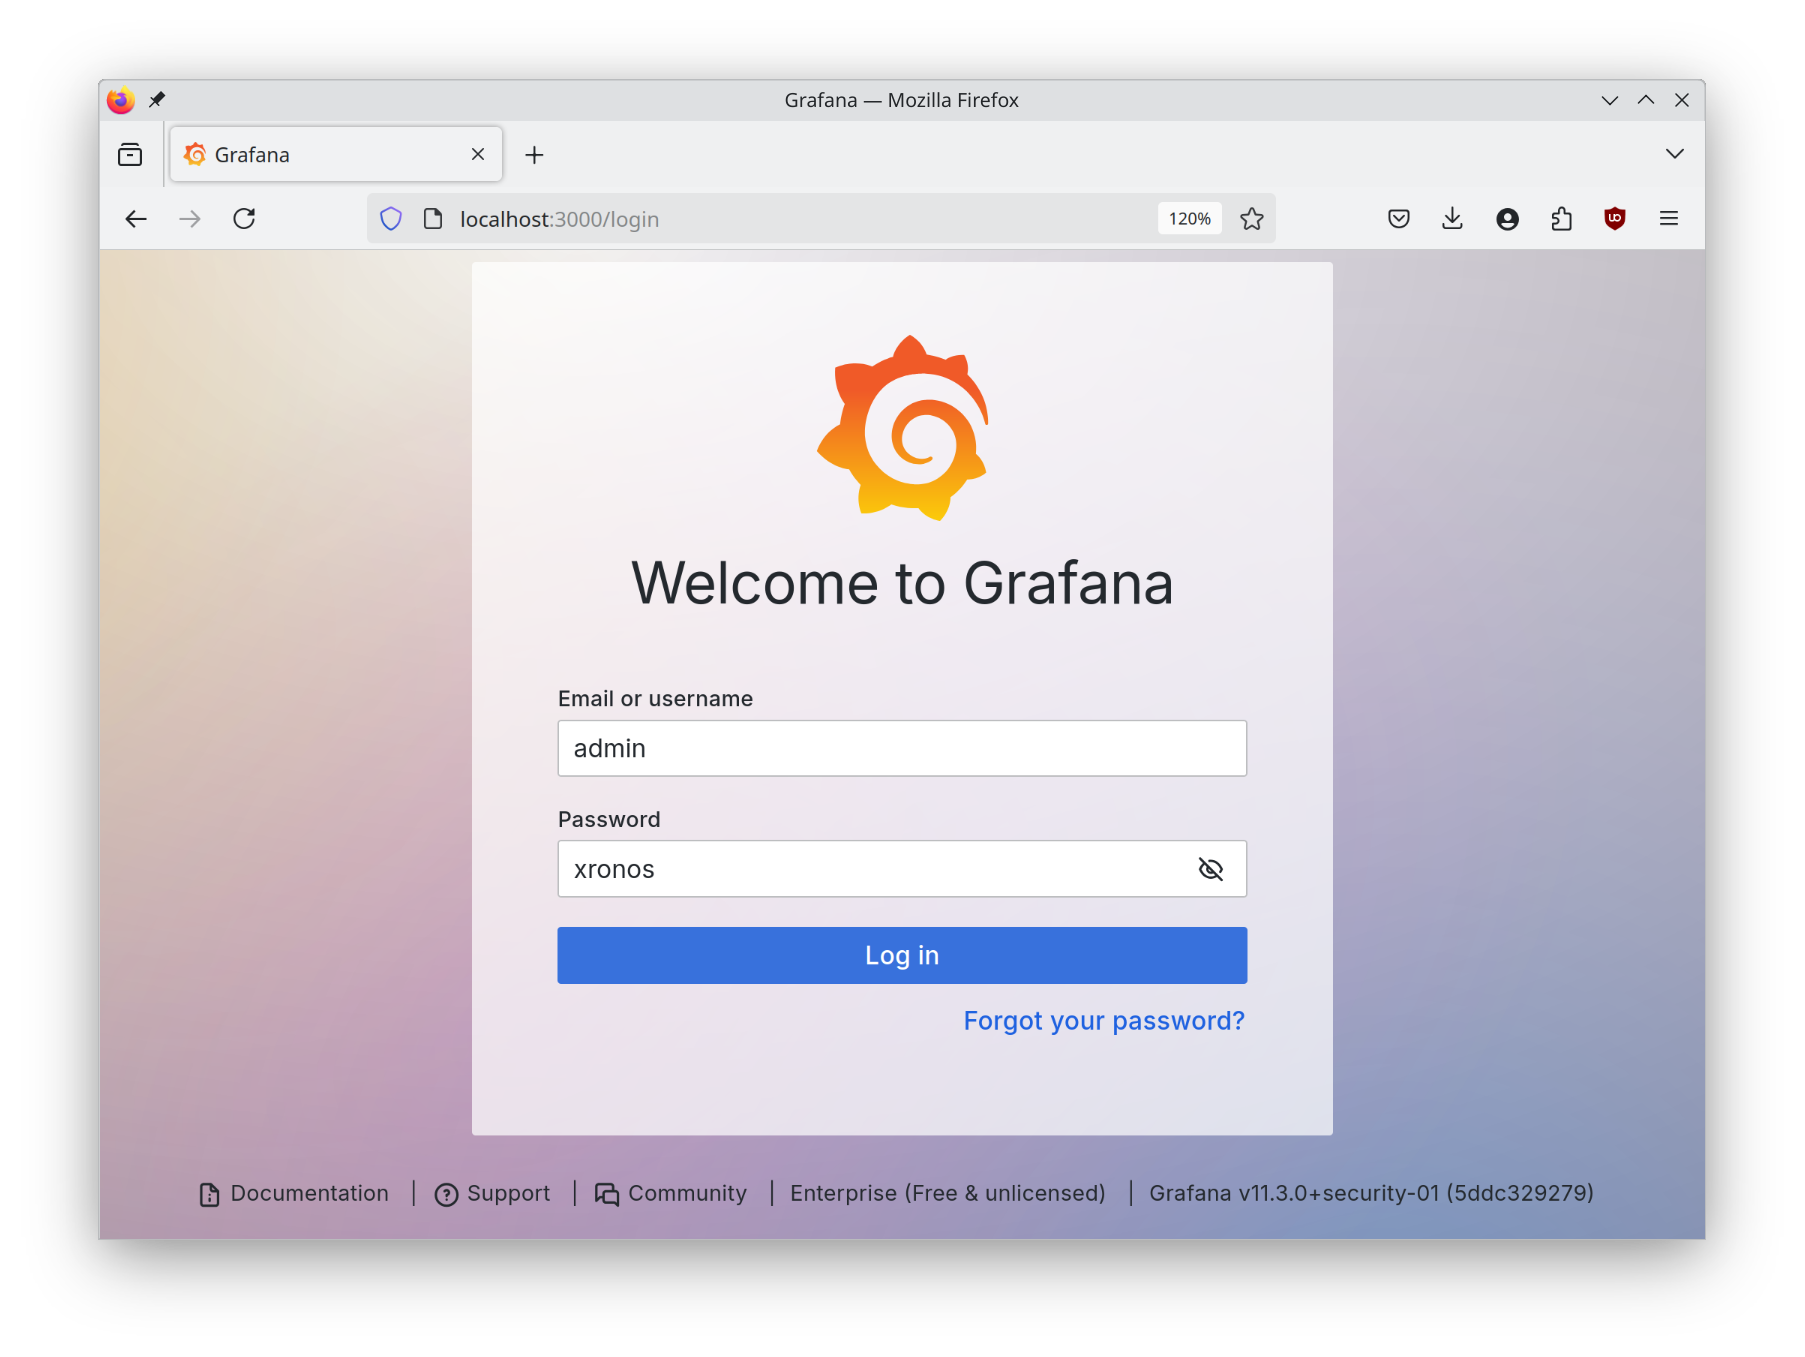 Grafana — Mozilla Firefox
Grafana
localhost:3000/login
120%
Welcome to Grafana
Email or username
admin
Password
xronos
Log in
Forgot your password?
Documentation | Support | Community | Enterprise (Free & unlicensed) | Grafana v11.3.0+security-01 (5ddc329279)